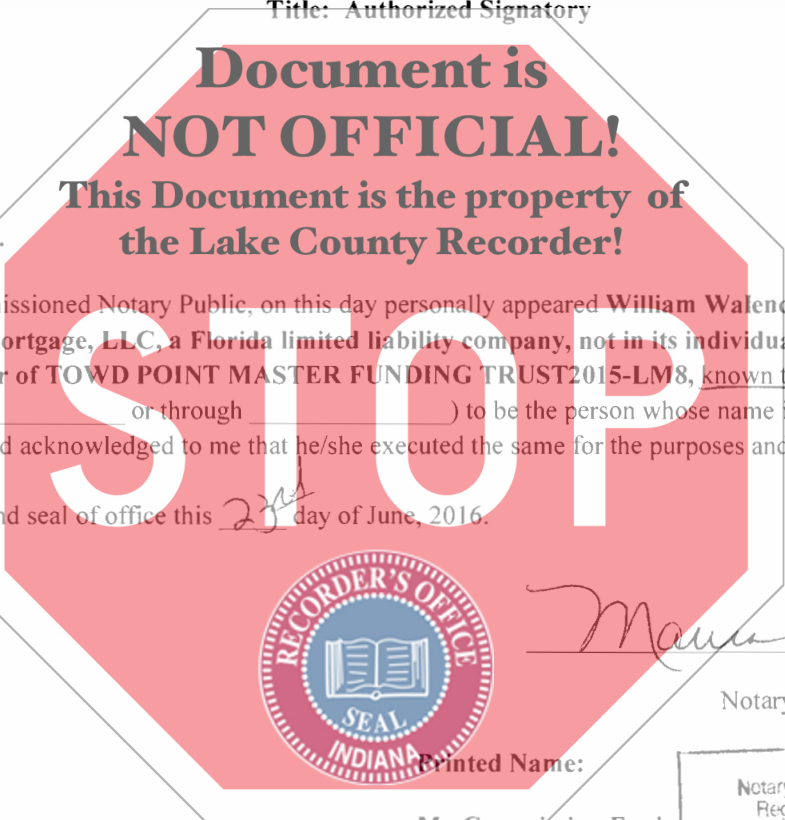 Title: Authorized Signatory
Document is
NOT OFFICIAL!
This Document is the property of
the Lake County Recorder!
issioned Notary Public, on this day personally appeared William Walenc
ortgage, LLC, a Florida limited liability company, not in its individua
r of TOWD POINT MASTER FUNDING TRUST2015-LM8, known t
or through ) to be the person whose name i
d acknowledged to me that he/she executed the same for the purposes and
STOP
nd seal of office this 23rd day of June, 2016.
RECORDER'S OFFICE
SEAL
INDIANA
Notary
Printed Name:
Notar